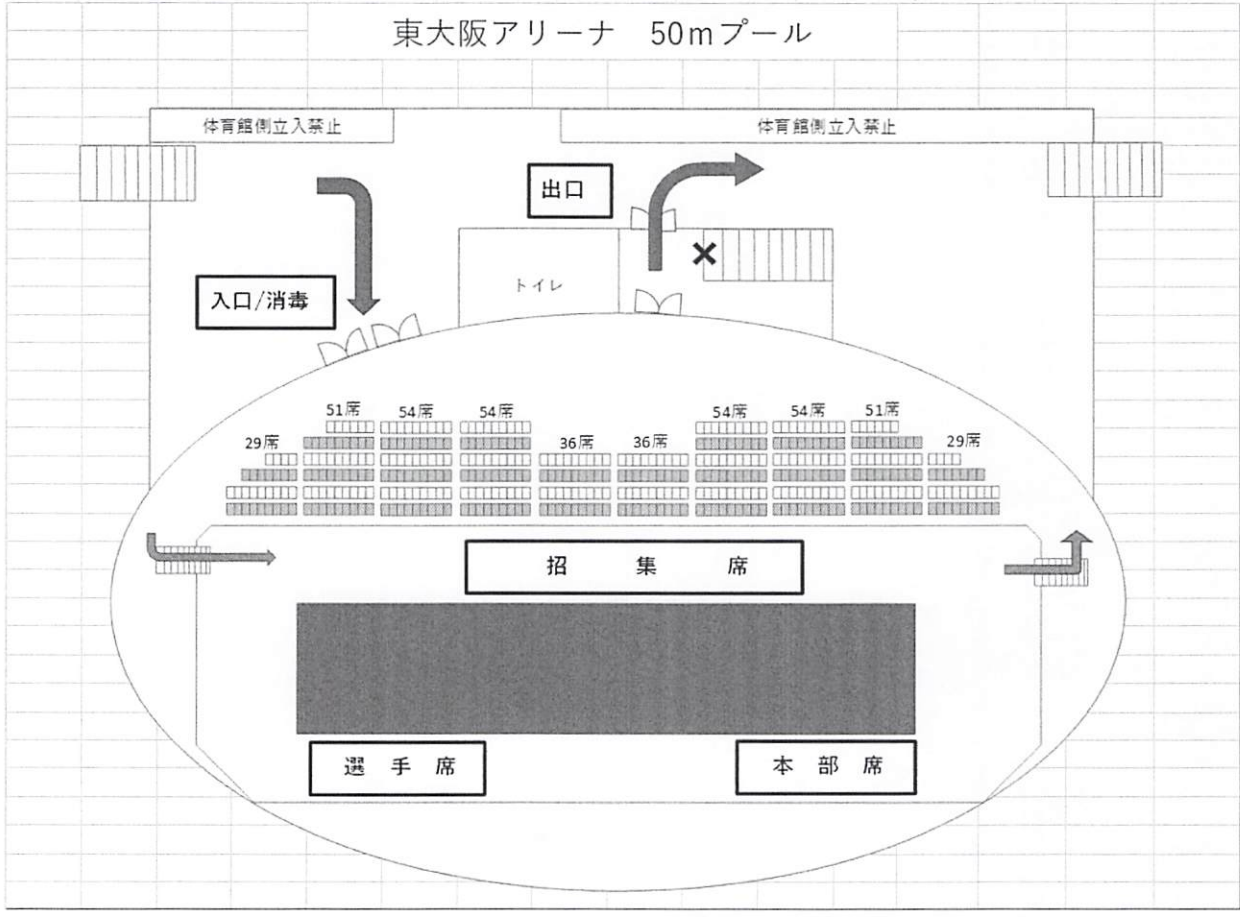 東大阪アリーナ　50mプール
体育館側立入禁止
体育館側立入禁止
出口
トイレ
入口/消毒
51席
54席
54席
54席
54席
51席
29席
36席
36席
29席
招　集　席
選　手　席
本　部　席